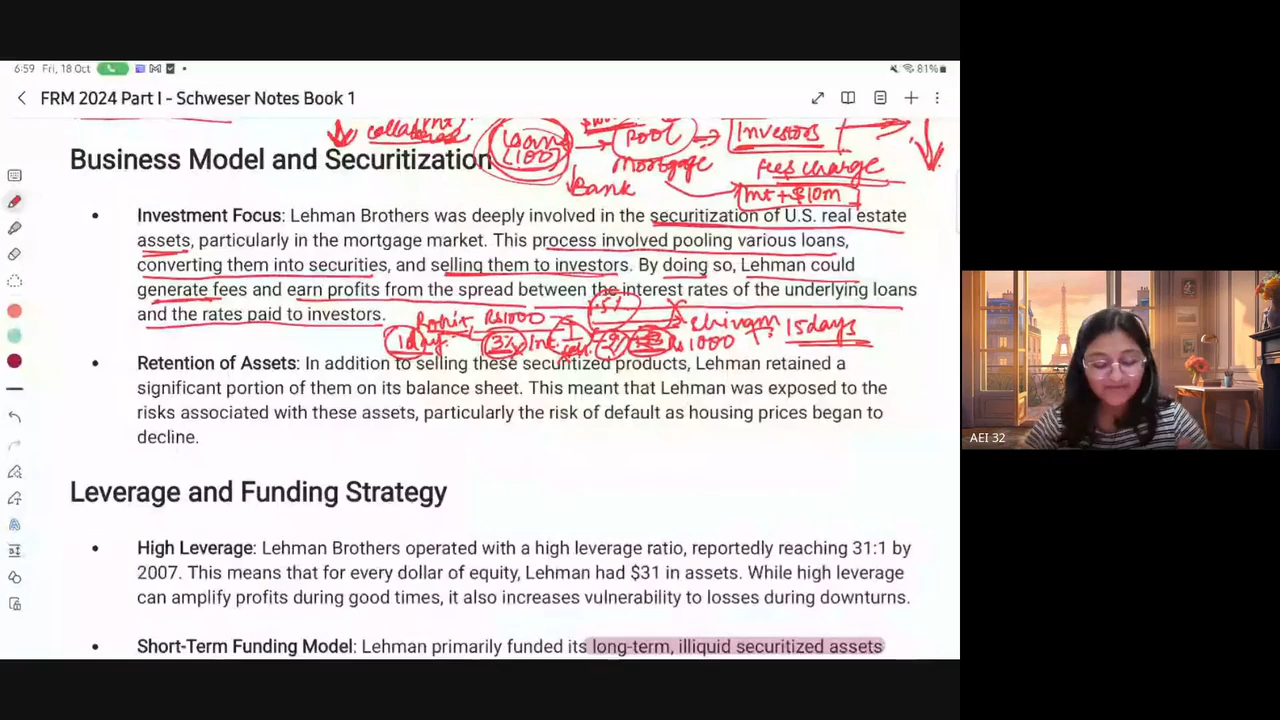 6:59 Fri, 18 Oct
81%
FRM 2024 Part I - Schweser Notes Book 1
Loans Pool Investors
(100)
Mortgage Fees charge
Bank
Int + $10m
Business Model and Securitization
• Investment Focus: Lehman Brothers was deeply involved in the securitization of U.S. real estate
assets, particularly in the mortgage market. This process involved pooling various loans,
converting them into securities, and selling them to investors. By doing so, Lehman could
generate fees and earn profits from the spread between the interest rates of the underlying loans
and the rates paid to investors.
Rohit Rs1000 Shivam 15days
1day 3% Int Rs1000
• Retention of Assets: In addition to selling these securitized products, Lehman retained a
significant portion of them on its balance sheet. This meant that Lehman was exposed to the
risks associated with these assets, particularly the risk of default as housing prices began to
decline.
Leverage and Funding Strategy
• High Leverage: Lehman Brothers operated with a high leverage ratio, reportedly reaching 31:1 by
2007. This means that for every dollar of equity, Lehman had $31 in assets. While high leverage
can amplify profits during good times, it also increases vulnerability to losses during downturns.
• Short-Term Funding Model: Lehman primarily funded its long-term, illiquid securitized assets
AEI 32